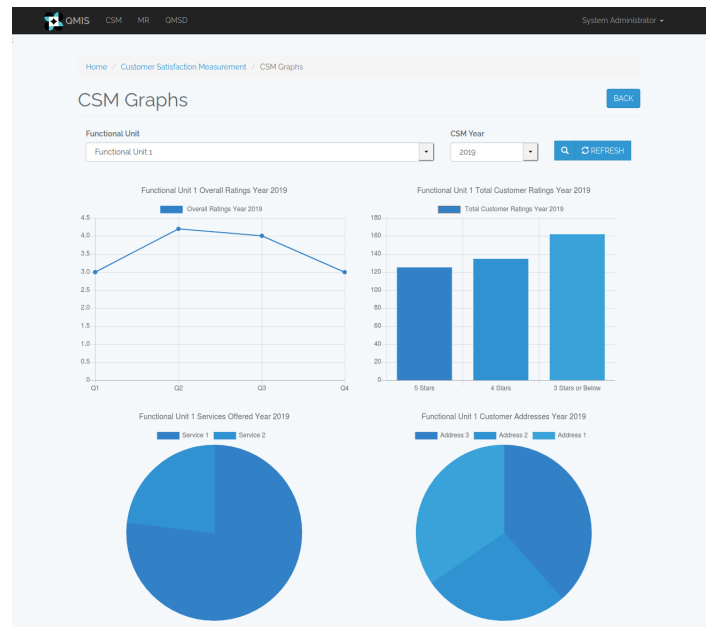 QMIS CSM MR QMSD System Administrator
Home / Customer Satisfaction Measurement / CSM Graphs
CSM Graphs
BACK
Functional Unit
CSM Year
Functional Unit 1
2019
REFRESH
Functional Unit 1 Overall Ratings Year 2019
Overall Ratings Year 2019
4.5
4.0
3.5
3.0
2.5
2.0
1.5
1.0
0.5
0
Q1 Q2 Q3 Q4
Functional Unit 1 Total Customer Ratings Year 2019
Total Customer Ratings Year 2019
180
160
140
120
100
80
60
40
20
0
5 Stars 4 Stars 3 Stars or Below
Functional Unit 1 Services Offered Year 2019
Service 1 Service 2
Functional Unit 1 Customer Addresses Year 2019
Address 3 Address 2 Address 1